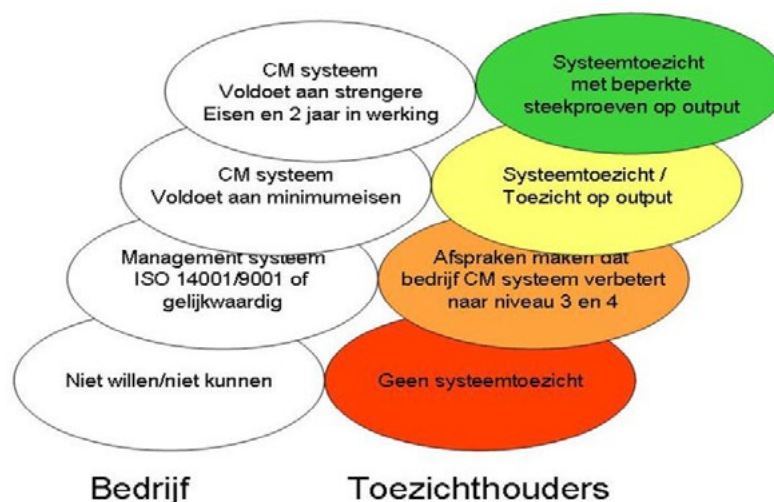 CM systeem
Voldoet aan strengere
Eisen en 2 jaar in werking
Systeemtoezicht
met beperkte
steekproeven op output
CM systeem
Voldoet aan minimumeisen
Systeemtoezicht /
Toezicht op output
Management systeem
ISO 14001/9001 of
gelijkwaardig
Afspraken maken dat
bedrijf CM systeem verbetert
naar niveau 3 en 4
Niet willen/niet kunnen
Geen systeemtoezicht
Bedrijf
Toezichthouders